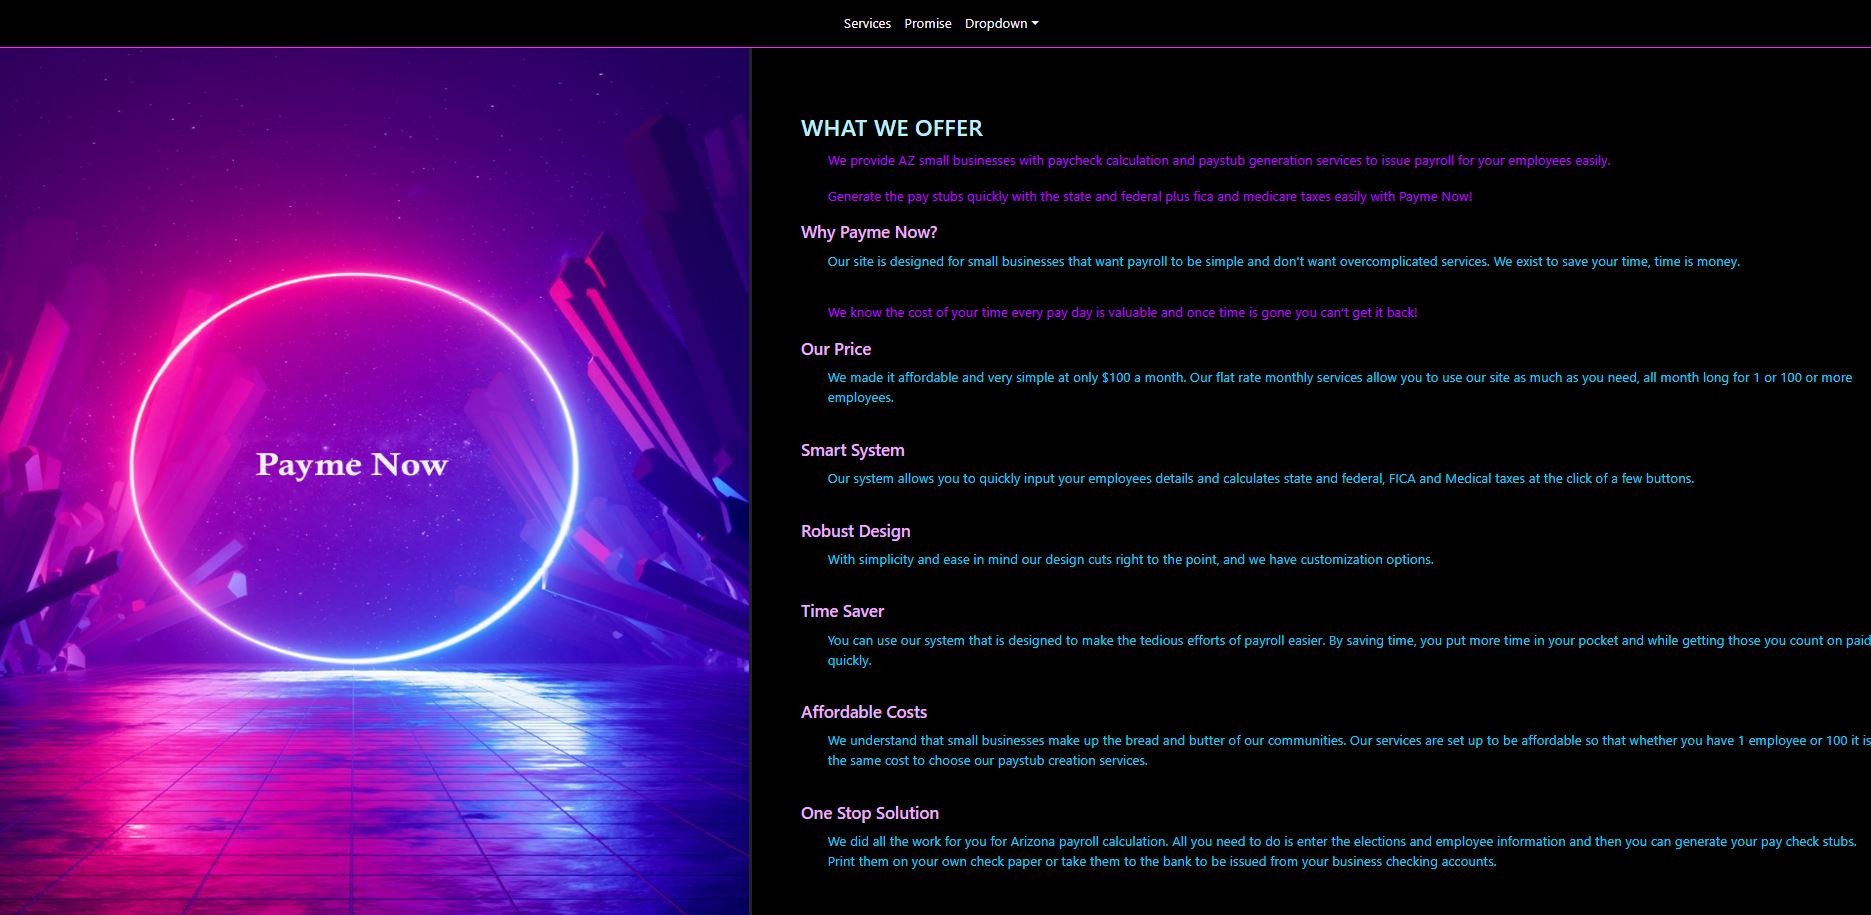 Services Promise Dropdown
Payme Now
WHAT WE OFFER
We provide AZ small businesses with paycheck calculation and paystub generation services to issue payroll for your employees easily.
Generate the pay stubs quickly with the state and federal plus fica and medicare taxes easily with Payme Now!
Why Payme Now?
Our site is designed for small businesses that want payroll to be simple and don't want overcomplicated services. We exist to save your time, time is money.
We know the cost of your time every pay day is valuable and once time is gone you can't get it back!
Our Price
We made it affordable and very simple at only $100 a month. Our flat rate monthly services allow you to use our site as much as you need, all month long for 1 or 100 or more
employees.
Smart System
Our system allows you to quickly input your employees details and calculates state and federal, FICA and Medical taxes at the click of a few buttons.
Robust Design
With simplicity and ease in mind our design cuts right to the point, and we have customization options.
Time Saver
You can use our system that is designed to make the tedious efforts of payroll easier. By saving time, you put more time in your pocket and while getting those you count on paid
quickly.
Affordable Costs
We understand that small businesses make up the bread and butter of our communities. Our services are set up to be affordable so that whether you have 1 employee or 100 it is
the same cost to choose our paystub creation services.
One Stop Solution
We did all the work for you for Arizona payroll calculation. All you need to do is enter the elections and employee information and then you can generate your pay check stubs.
Print them on your own check paper or take them to the bank to be issued from your business checking accounts.